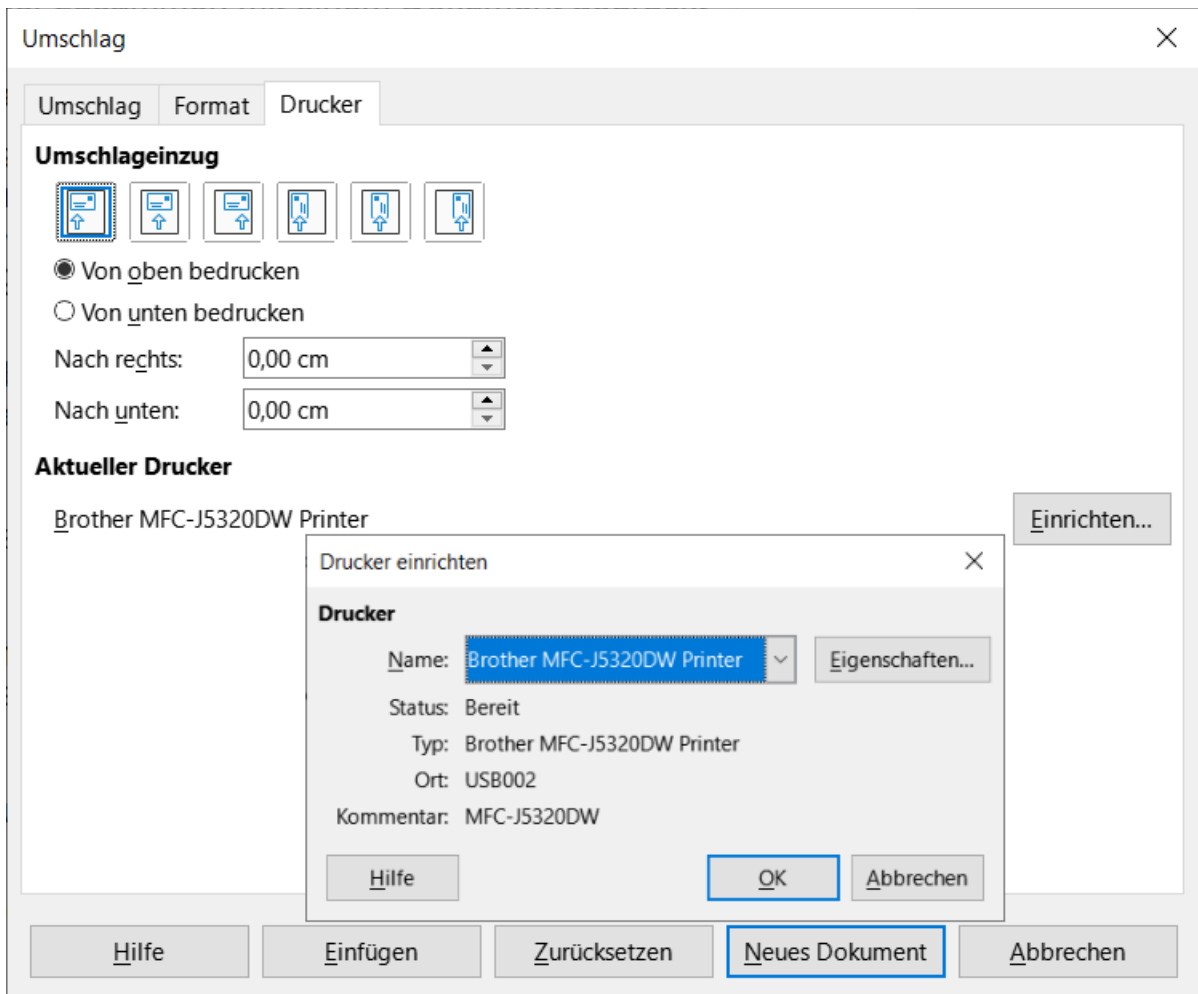 Umschlag
Umschlag Format Drucker
Umschlageinzug
Von oben bedrucken
Von unten bedrucken
Nach rechts: 0,00 cm
Nach unten: 0,00 cm
Aktueller Drucker
Brother MFC-J5320DW Printer Einrichten...
Drucker einrichten
Drucker
Name: Brother MFC-J5320DW Printer Eigenschaften...
Status: Bereit
Typ: Brother MFC-J5320DW Printer
Ort: USB002
Kommentar: MFC-J5320DW
Hilfe OK Abbrechen
Hilfe Einfügen Zurücksetzen Neues Dokument Abbrechen